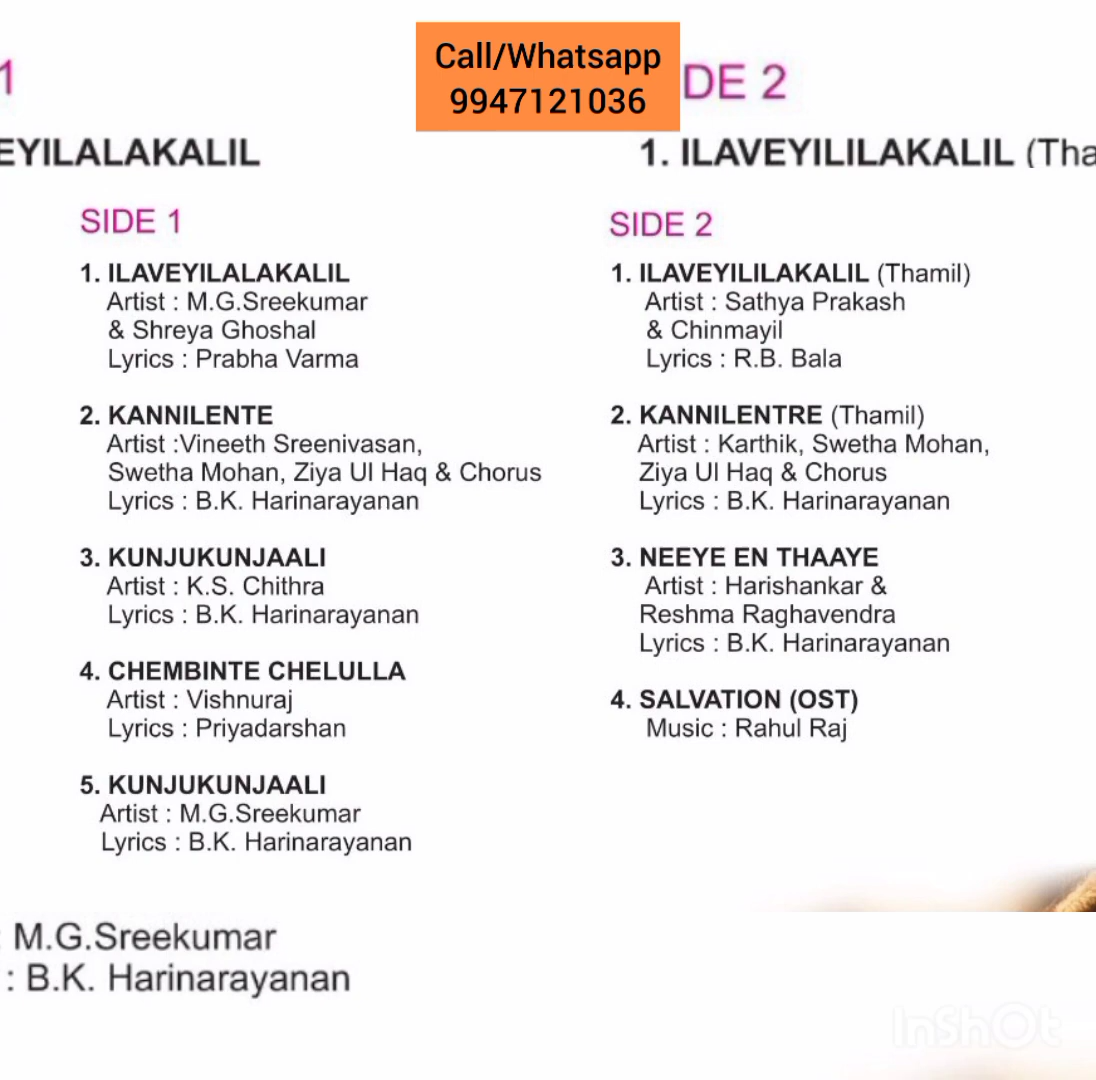 Call/Whatsapp
9947121036
1
DE 2
EYILALAKALIL
1. ILAVEYILILAKALIL (Tha
SIDE 1
1. ILAVEYILALAKALIL
Artist : M.G.Sreekumar
& Shreya Ghoshal
Lyrics : Prabha Varma
2. KANNILENTE
Artist :Vineeth Sreenivasan,
Swetha Mohan, Ziya Ul Haq & Chorus
Lyrics : B.K. Harinarayanan
3. KUNJUKUNJAALI
Artist : K.S. Chithra
Lyrics : B.K. Harinarayanan
4. CHEMBINTE CHELULLA
Artist : Vishnuraj
Lyrics : Priyadarshan
5. KUNJUKUNJAALI
Artist : M.G.Sreekumar
Lyrics : B.K. Harinarayanan
SIDE 2
1. ILAVEYILILAKALIL (Thamil)
Artist : Sathya Prakash
& Chinmayil
Lyrics : R.B. Bala
2. KANNILENTRE (Thamil)
Artist : Karthik, Swetha Mohan,
Ziya Ul Haq & Chorus
Lyrics : B.K. Harinarayanan
3. NEEYE EN THAAYE
Artist : Harishankar &
Reshma Raghavendra
Lyrics : B.K. Harinarayanan
4. SALVATION (OST)
Music : Rahul Raj
: M.G.Sreekumar
: B.K. Harinarayanan
InShOt